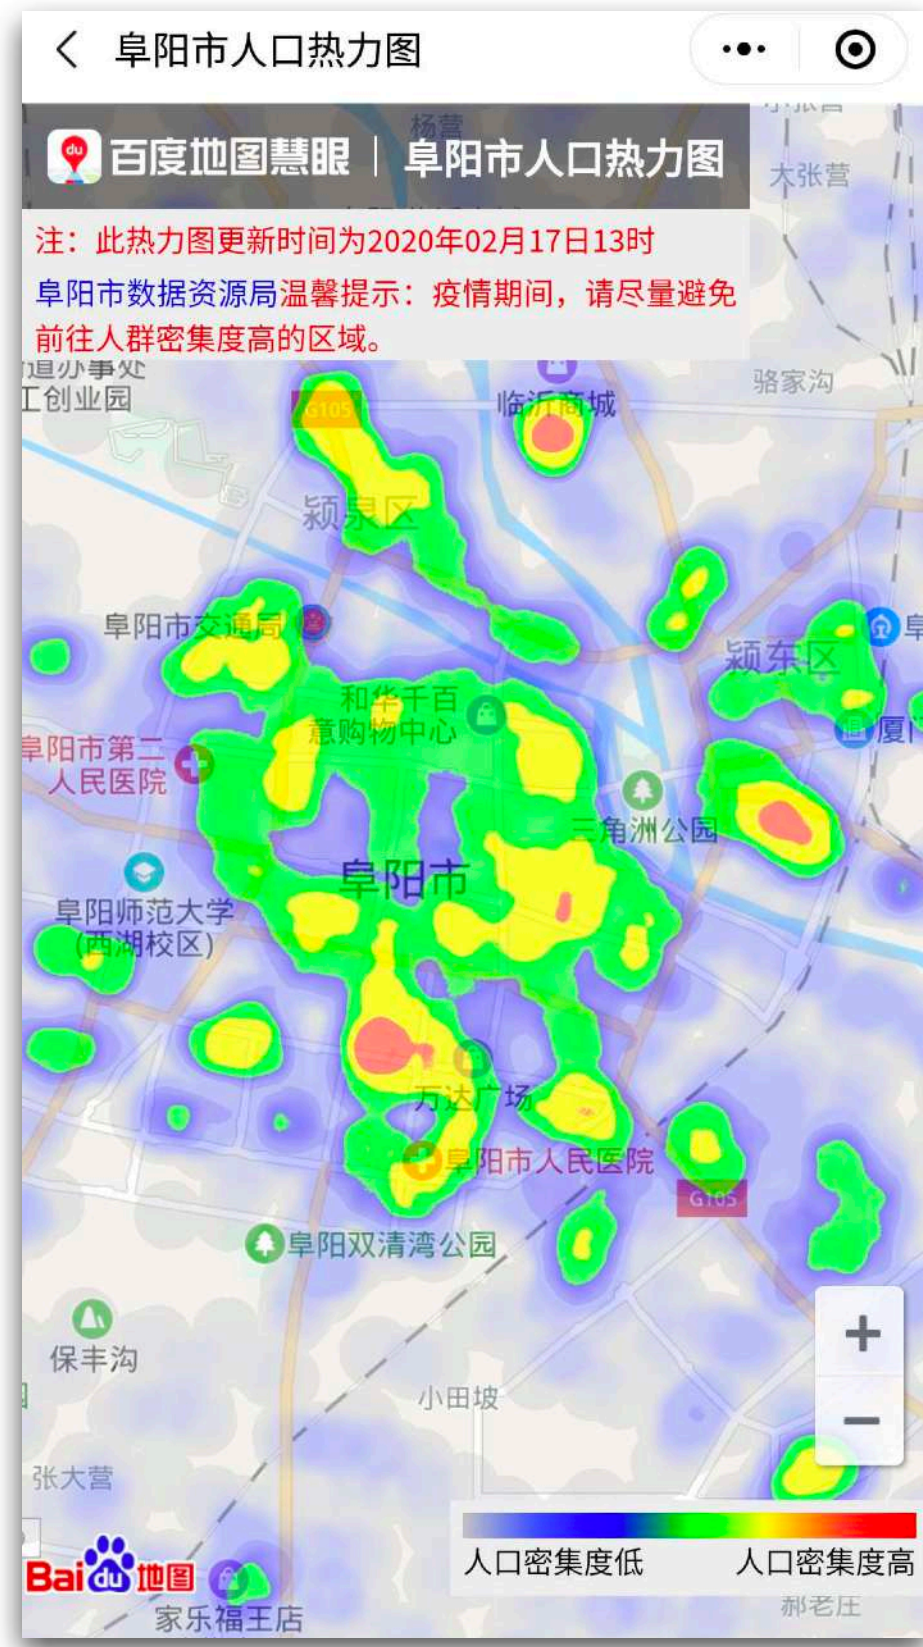 阜阳市人口热力图
百度地图慧眼 | 阜阳市人口热力图
杨营
大张营
注：此热力图更新时间为2020年02月17日13时
阜阳市数据资源局温馨提示：疫情期间，请尽量避免
前往人群密集度高的区域。
道办事处
工创业园
骆家沟
G105
临沂商城
颍泉区
阜阳市交通局
颍东区
和华千百
意购物中心
阜阳市第二
人民医院
三角洲公园
阜阳市
阜阳师范大学
(西湖校区)
万达广场
阜阳市人民医院
G105
阜阳双清湾公园
保丰沟
小田坡
张大营
人口密集度低
人口密集度高
Bai du 地图
家乐福王店
郝老庄